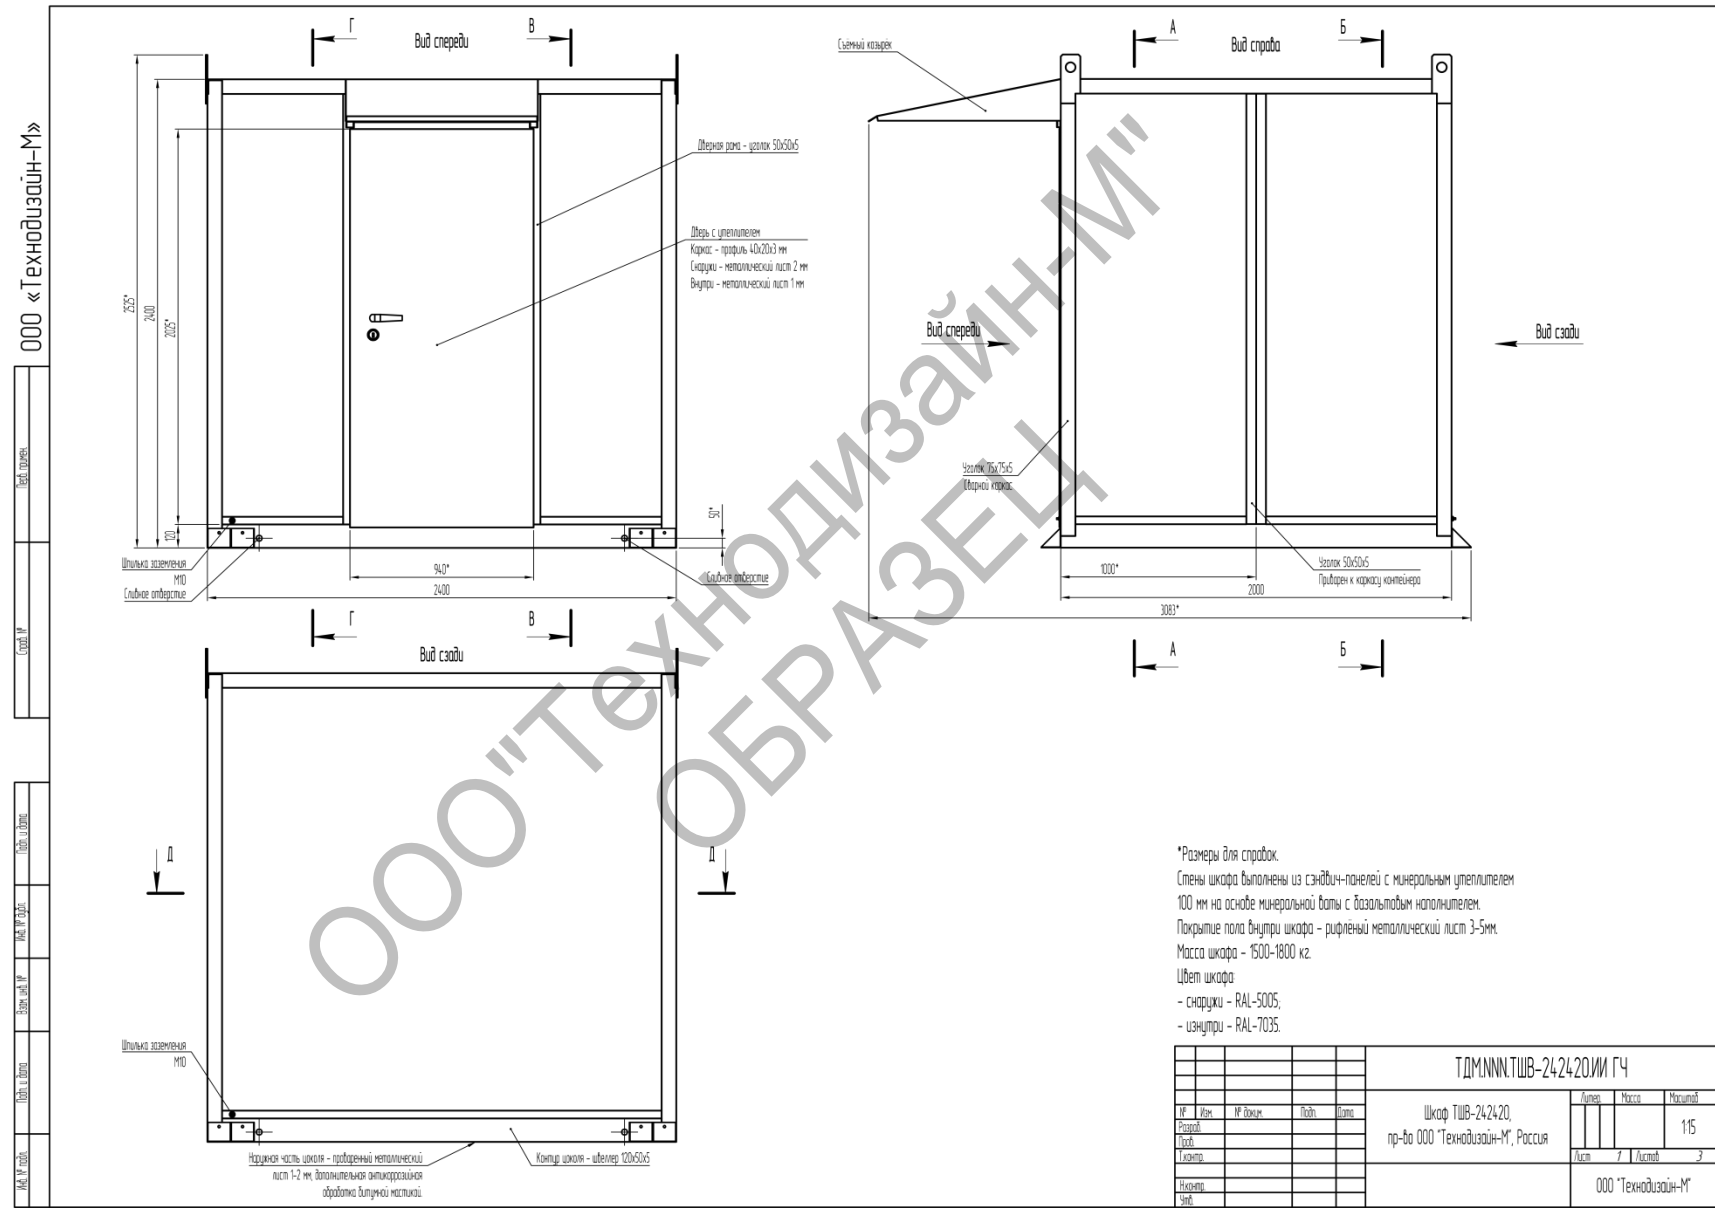 ООО «Технодизайн-М»
Перв. примен.
Справ. №
Подп. и дата
Инв. № дубл.
Взам. инв. №
Подп. и дата
Инв. № подл.
Г
В
Вид спереди
2525*
2400
2025*
120
50*
Дверная рама - уголок 50х50х5
Дверь с утеплителем
Каркас - профиль 40х20х3 мм
Снаружи - металлический лист 2 мм
Внутри - металлический лист 1 мм
Шпилька заземления
М10
Сливное отверстие
Сливное отверстие
940*
2400
Г
В
Съёмный козырёк
А
Б
Вид справа
Вид спереди
Вид сзади
Уголок 75х75х5
Сварной каркас
Уголок 50х50х5
Приварен к каркасу контейнера
1000*
2000
3083*
А
Б
Вид сзади
Д
Д
Шпилька заземления
М10
Наружная часть цоколя - проваренный металлический
лист 1-2 мм, дополнительная антикоррозийная
обработка битумной мастикой.
Контур цоколя - швеллер 120х50х5
ООО"Технодизайн-М"
ОБРАЗЕЦ
*Размеры для справок.
Стены шкафа выполнены из сэндвич-панелей с минеральным утеплителем
100 мм на основе минеральной ваты с базальтовым наполнителем.
Покрытие пола внутри шкафа - рифлёный металлический лист 3-5мм.
Масса шкафа - 1500-1800 кг.
Цвет шкафа:
- снаружи - RAL-5005;
- изнутри - RAL-7035.
ТДМ.NNN.ТШВ-242420.ИИ ГЧ
№ Изм. № докум. Подп. Дата
Разраб.
Пров.
Т.контр.
Н.контр.
Утв.
Шкаф ТШВ-242420,
пр-во ООО "Технодизайн-М", Россия
Литер. Масса Масштаб
1:15
Лист 1 Листов 3
ООО "Технодизайн-М"